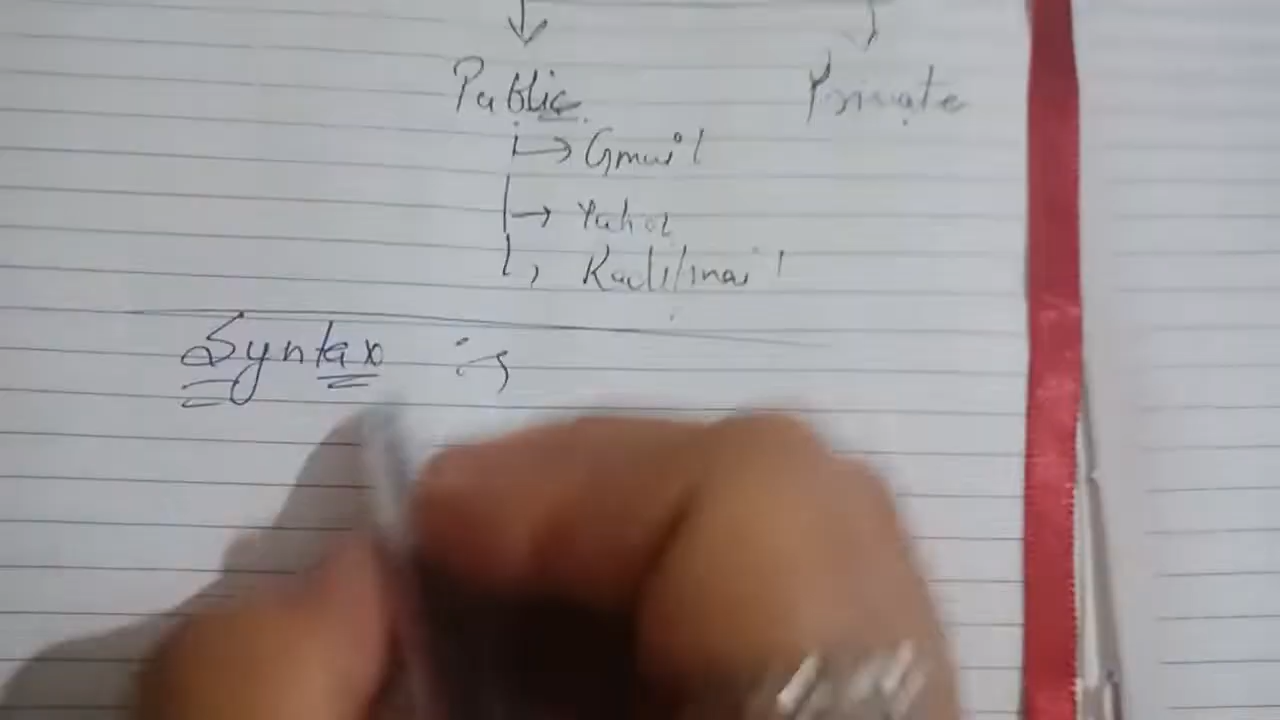 Public Private
→ Gmail
→ Yahoo
Rediffmail
Syntax :-